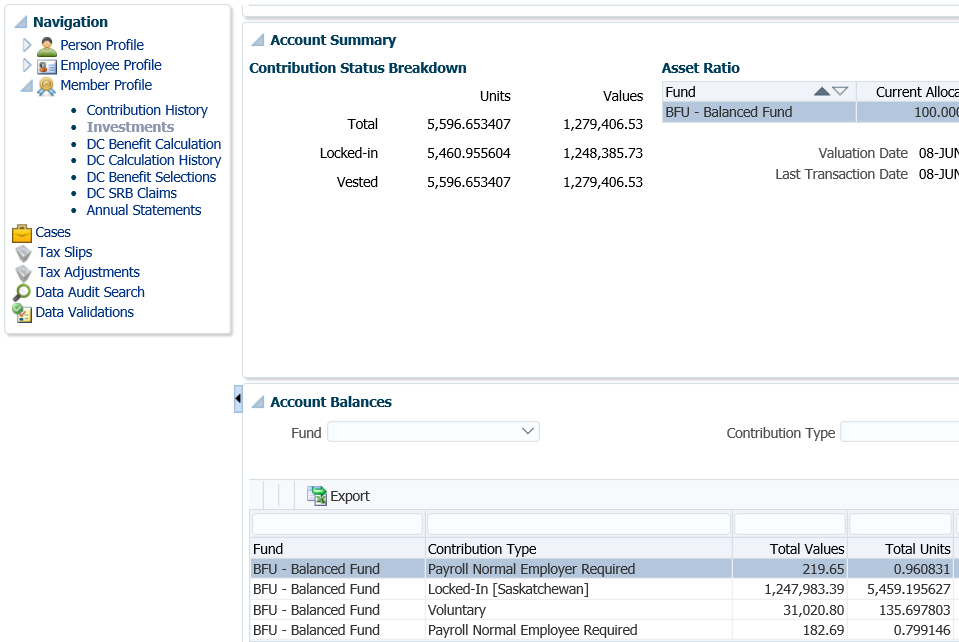 Navigation
Person Profile
Employee Profile
Member Profile
Contribution History
Investments
DC Benefit Calculation
DC Calculation History
DC Benefit Selections
DC SRB Claims
Annual Statements
Cases
Tax Slips
Tax Adjustments
Data Audit Search
Data Validations
Account Summary
Contribution Status Breakdown
Units Values
Total 5,596.653407 1,279,406.53
Locked-in 5,460.955604 1,248,385.73
Vested 5,596.653407 1,279,406.53
Asset Ratio
Fund Current Alloca
BFU - Balanced Fund 100.000
Valuation Date 08-JUN
Last Transaction Date 08-JUN
Account Balances
Fund Contribution Type
Export
Fund Contribution Type Total Values Total Units
BFU - Balanced Fund Payroll Normal Employer Required 219.65 0.960831
BFU - Balanced Fund Locked-In [Saskatchewan] 1,247,983.39 5,459.195627
BFU - Balanced Fund Voluntary 31,020.80 135.697803
BFU - Balanced Fund Payroll Normal Employee Required 182.69 0.799146